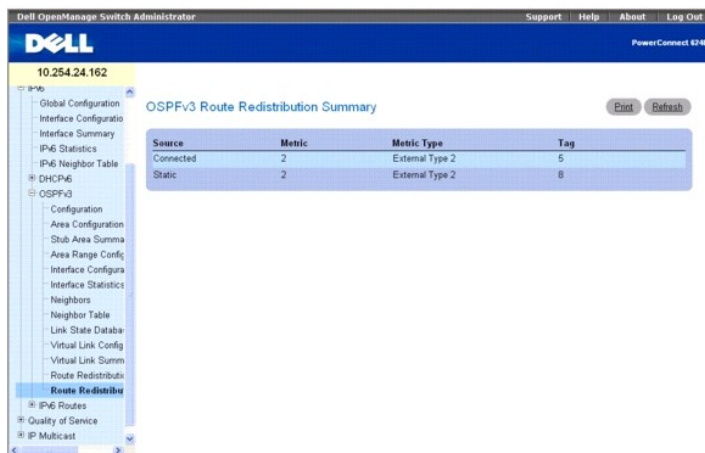 Dell OpenManage Switch Administrator
Support Help About Log Out
DELL
PowerConnect 6248
10.254.24.162
IPv6
Global Configuration
Interface Configuratio
Interface Summary
IPv6 Statistics
IPv6 Neighbor Table
DHCPv6
OSPFv3
Configuration
Area Configuration
Stub Area Summa
Area Range Config
Interface Configura
Interface Statistics
Neighbors
Neighbor Table
Link State Databa
Virtual Link Config
Virtual Link Summ
Route Redistributi
Route Redistribu
IPv6 Routes
Quality of Service
IP Multicast
OSPFv3 Route Redistribution Summary
Print Refresh
Source Metric Metric Type Tag
Connected 2 External Type 2 5
Static 2 External Type 2 8